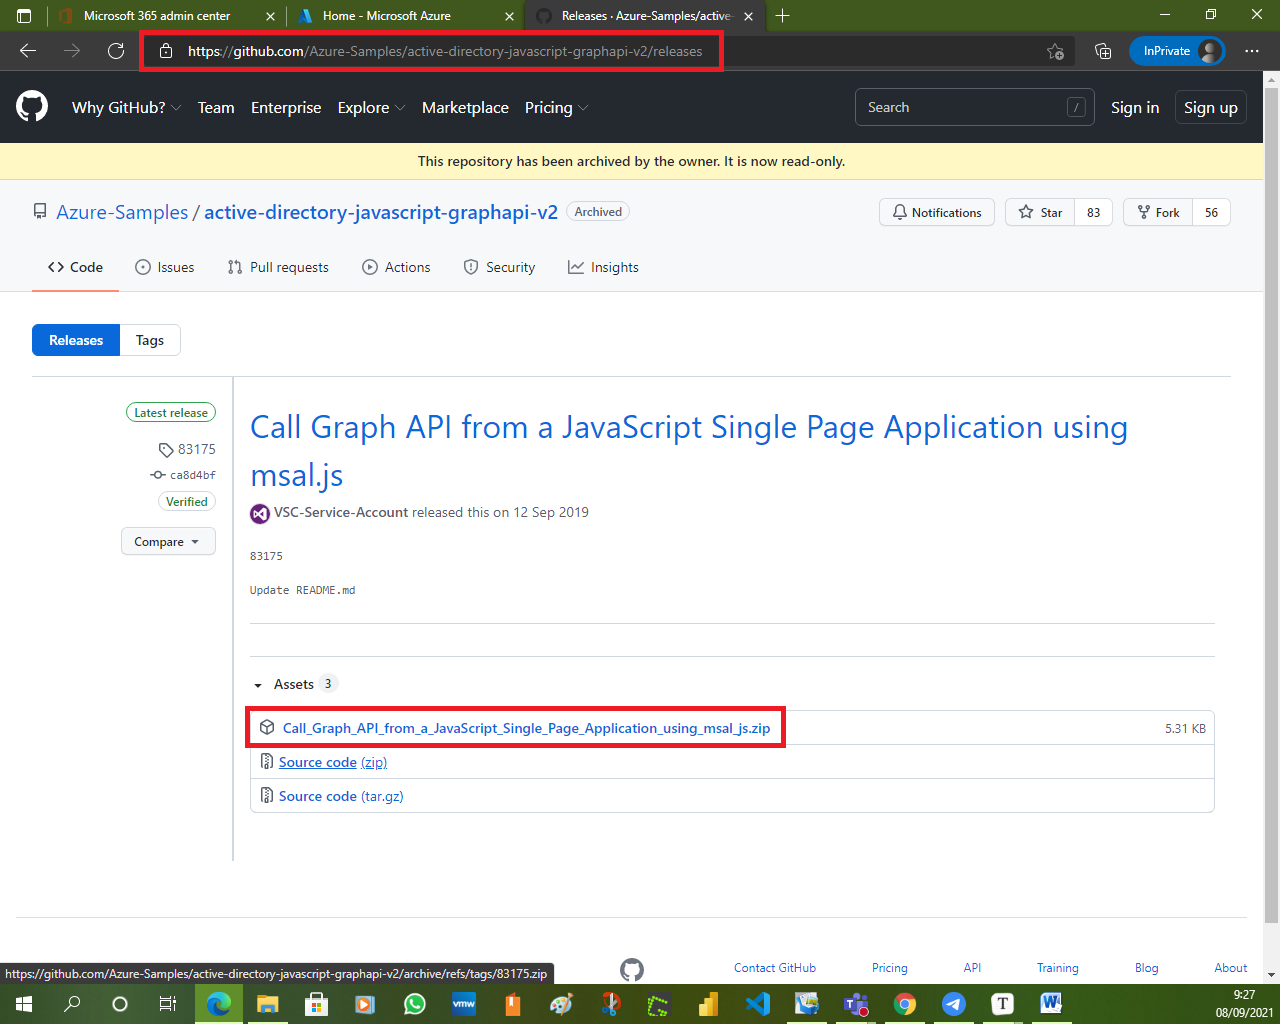 Microsoft 365 admin center
Home - Microsoft Azure
Releases · Azure-Samples/active-
https://github.com/Azure-Samples/active-directory-javascript-graphapi-v2/releases
InPrivate
Why GitHub? Team Enterprise Explore Marketplace Pricing
Search /
Sign in Sign up
This repository has been archived by the owner. It is now read-only.
Azure-Samples / active-directory-javascript-graphapi-v2 Archived
Notifications Star 83 Fork 56
Code Issues Pull requests Actions Security Insights
Releases Tags
Latest release
83175
ca8d4bf
Verified
Compare
Call Graph API from a JavaScript Single Page Application using
msal.js
VSC-Service-Account released this on 12 Sep 2019
83175
Update README.md
Assets 3
Call_Graph_API_from_a_JavaScript_Single_Page_Application_using_msal_js.zip 5.31 KB
Source code (zip)
Source code (tar.gz)
https://github.com/Azure-Samples/active-directory-javascript-graphapi-v2/archive/refs/tags/83175.zip
Contact GitHub Pricing API Training Blog About
vmw
T
W
9:27
08/09/2021